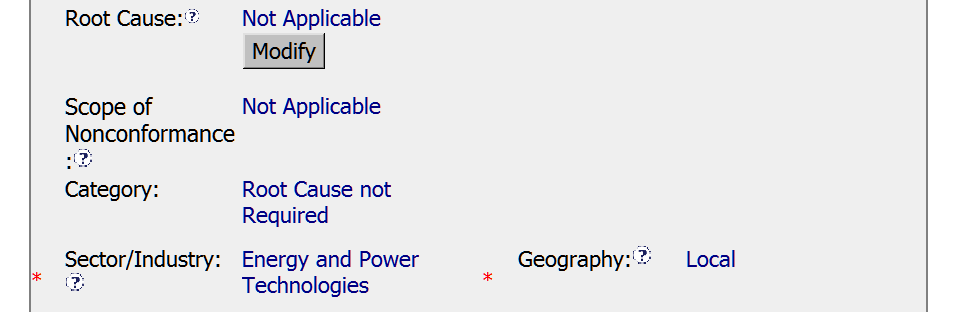 Root Cause:? Not Applicable
Modify
Scope of Not Applicable
Nonconformance
:?
Category: Root Cause not
Required
Sector/Industry: Energy and Power * Geography:? Local
* ? Technologies